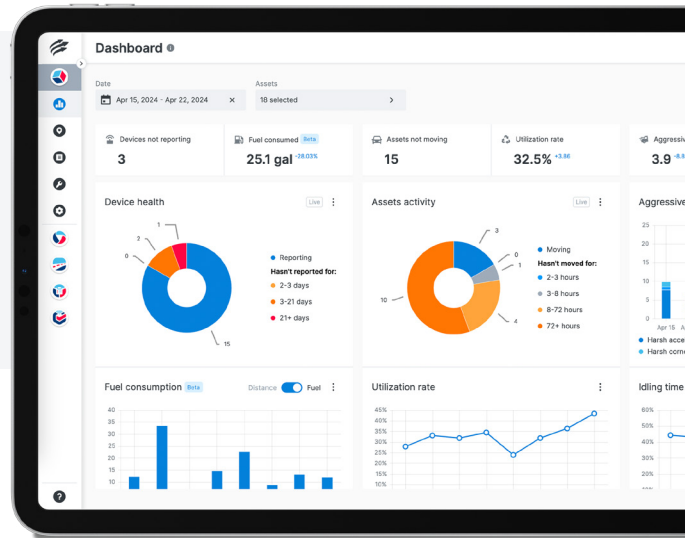 Dashboard
Date
Assets
Apr 15, 2024 - Apr 22, 2024
18 selected
Devices not reporting
3
Fuel consumed Beta
25.1 gal -28.03%
Assets not moving
15
Utilization rate
32.5% +3.86
Aggressiv
3.9 -8.8
Device health
Live
1
2
0
15
Reporting
Hasn't reported for:
2-3 days
3-21 days
21+ days
Assets activity
Live
3
0
1
10
4
Moving
Hasn't moved for:
2-3 hours
3-8 hours
8-72 hours
72+ hours
Aggressive
25
20
15
10
5
0
Apr 15 A
Harsh acce
Harsh corn
Fuel consumption Beta
Distance Fuel
40
35
30
25
20
15
10
Utilization rate
45%
40%
35%
30%
25%
20%
15%
10%
Idling time
60%
50%
40%
30%
20%
?